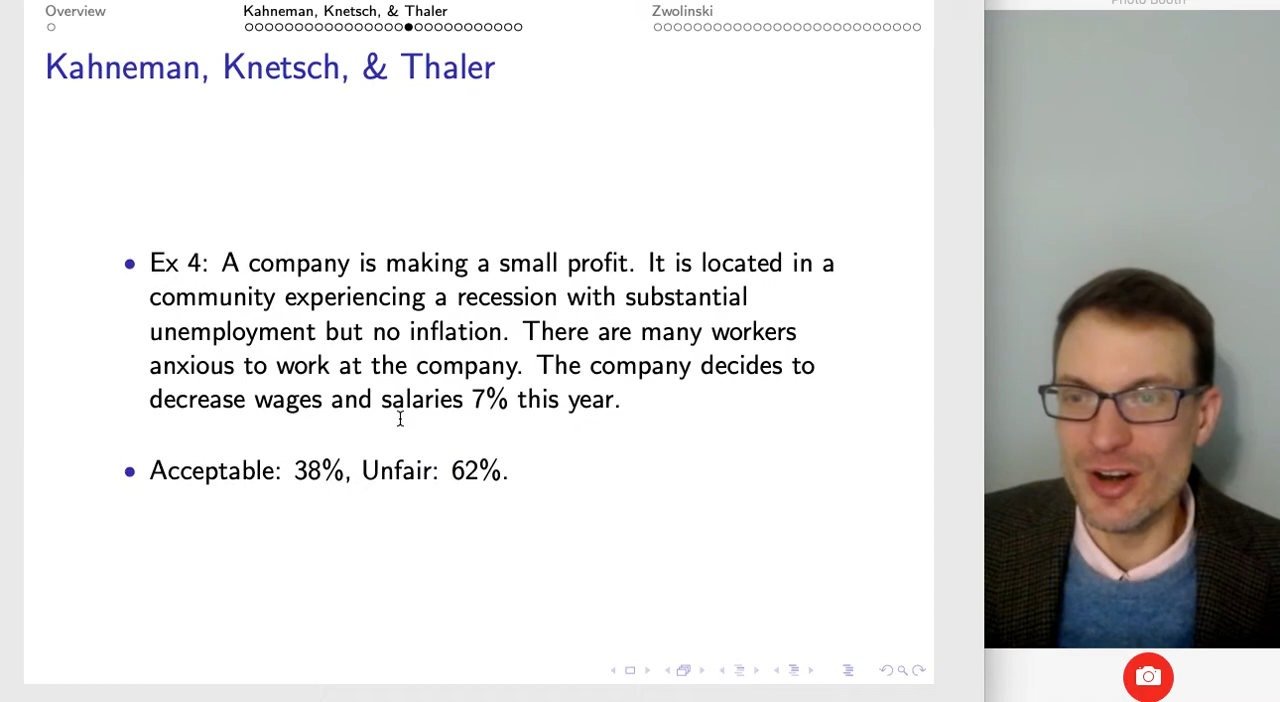 Overview
Kahneman, Knetsch, & Thaler
Zwolinski
Kahneman, Knetsch, & Thaler
Ex 4: A company is making a small profit. It is located in a
community experiencing a recession with substantial
unemployment but no inflation. There are many workers
anxious to work at the company. The company decides to
decrease wages and salaries 7% this year.
Acceptable: 38%, Unfair: 62%.
Photo Booth